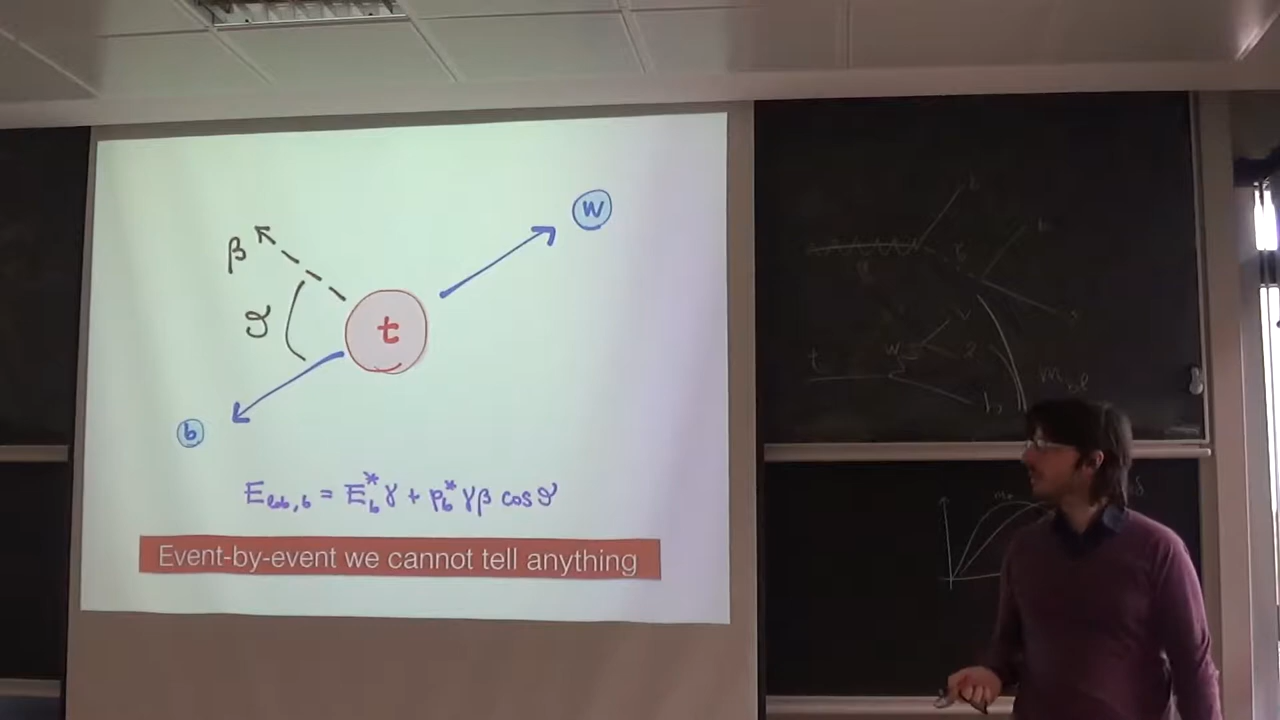 W
β
ϑ
t
b
E_lab,b = E*_b γ + p*_b γβ cos ϑ
Event-by-event we cannot tell anything
t
W
b